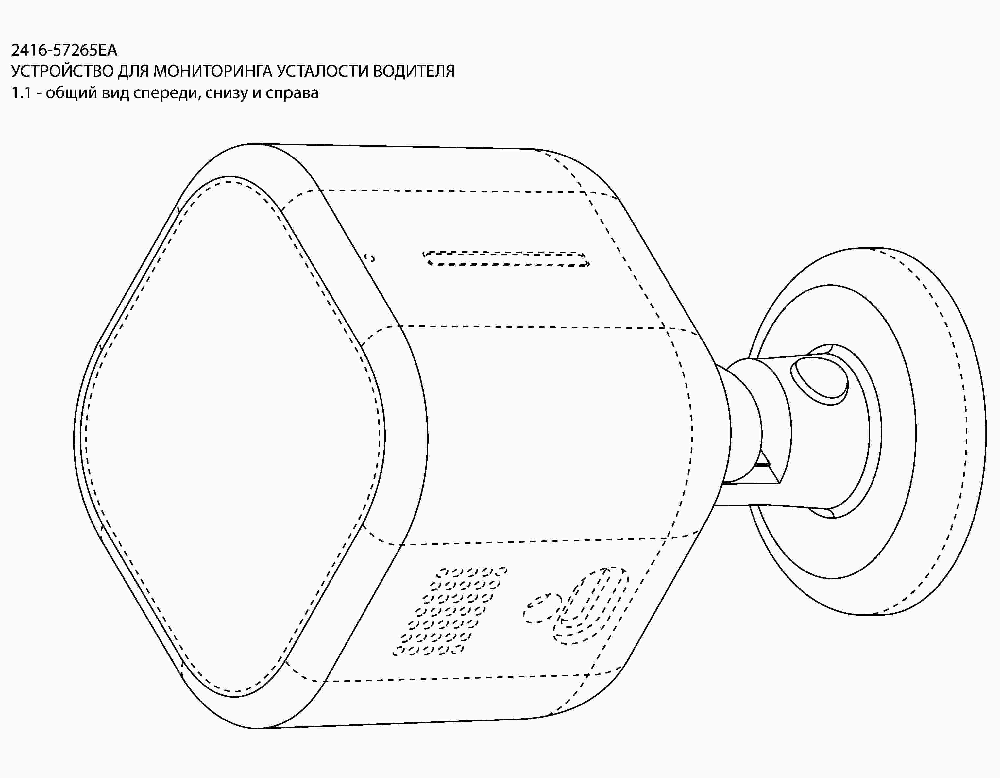 2416-57265EA
УСТРОЙСТВО ДЛЯ МОНИТОРИНГА УСТАЛОСТИ ВОДИТЕЛЯ
1.1 - общий вид спереди, снизу и справа